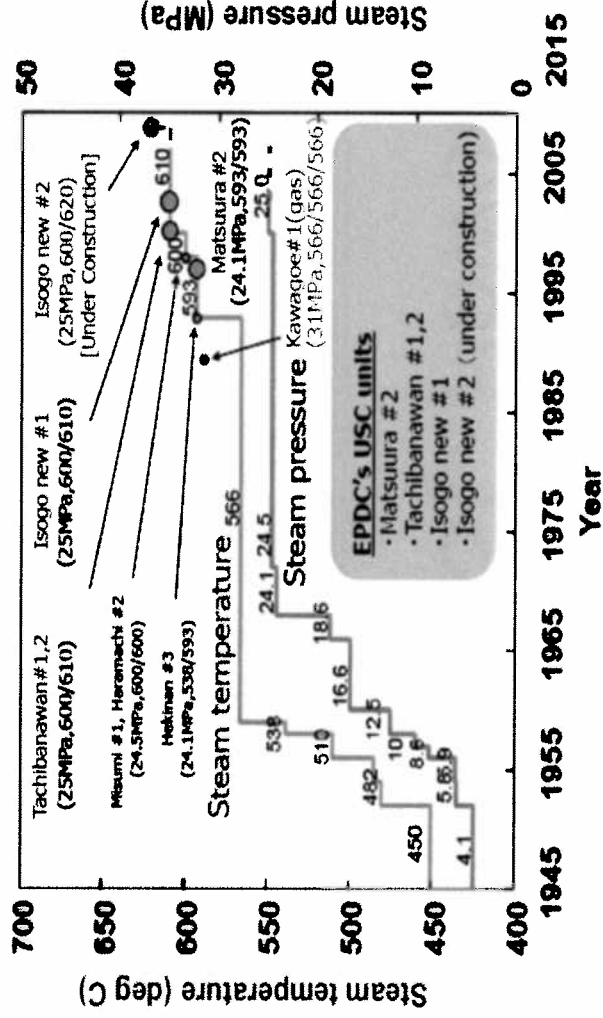 Steam temperature (deg C)
700
650
600
550
500
450
400
Steam pressure (MPa)
50
40
30
20
10
0
1945
1955
1965
1975
1985
1995
2005
2015
Year
Tachibanawan#1,2
(25MPa,600/610)
Isogo new #1
(25MPa,600/610)
Isogo new #2
(25MPa,600/620)
[Under Construction]
Misumi #1, Haramachi #2
(24.5MPa,600/600)
Hekinan #3
(24.1MPa,538/593)
Matsuura #2
(24.1MPa,593/593)
Kawagoe#1(gas)
(31MPa,566/566/566)
Steam temperature
450
482
510
538
566
593
600
610
Steam pressure
4.1
5.8
5.9
8.6
10
12.5
16.6
18.6
24.1
24.5
EPDC's USC units
・Matsuura #2
・Tachibanawan #1,2
・Isogo new #1
・Isogo new #2 (under construction)